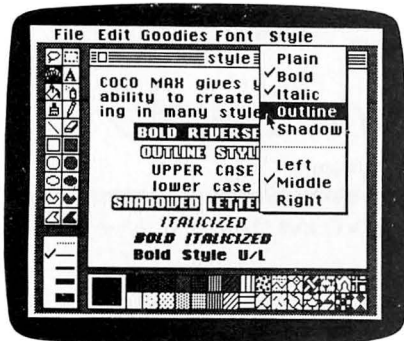 File Edit Goodies Font Style
style
COCO MAX gives
ability to create
ing in many style
BOLD REVERSE
OUTLINE STYL
UPPER CASE
lower case
SHADOWED LETTE
ITALICIZED
BOLD ITALICIZED
Bold Style U/L
Plain
✓Bold
✓Italic
Outline
Shadow
Left
✓Middle
Right